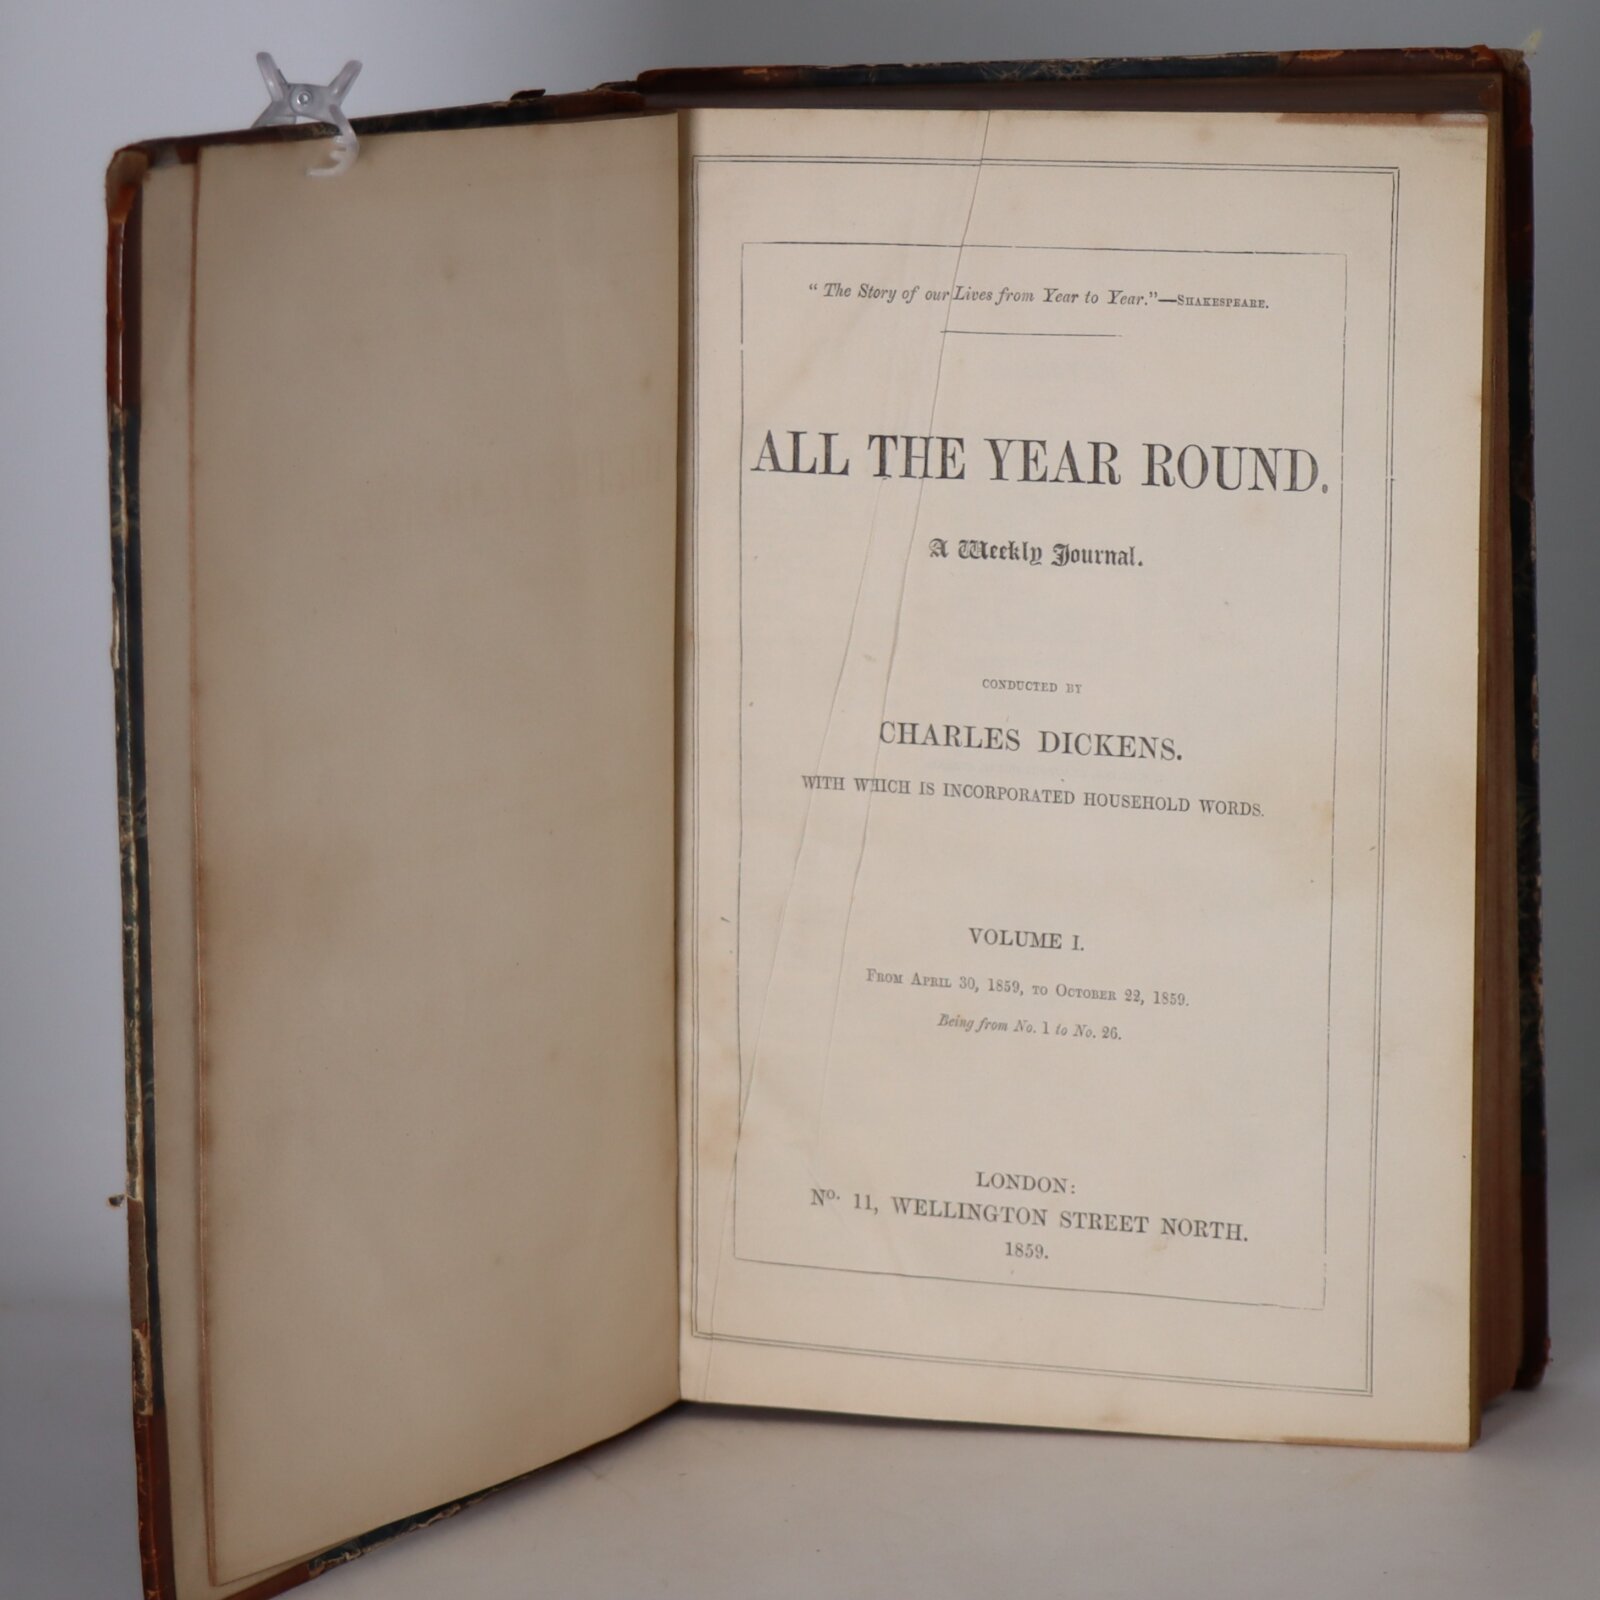 “ The Story of our Lives from Year to Year.”—SHAKESPEARE.
ALL THE YEAR ROUND.
A Weekly Journal.
CONDUCTED BY
CHARLES DICKENS.
WITH WHICH IS INCORPORATED HOUSEHOLD WORDS.
VOLUME I.
FROM APRIL 30, 1859, TO OCTOBER 22, 1859.
Being from No. 1 to No. 26.
LONDON:
No. 11, WELLINGTON STREET NORTH.
1859.